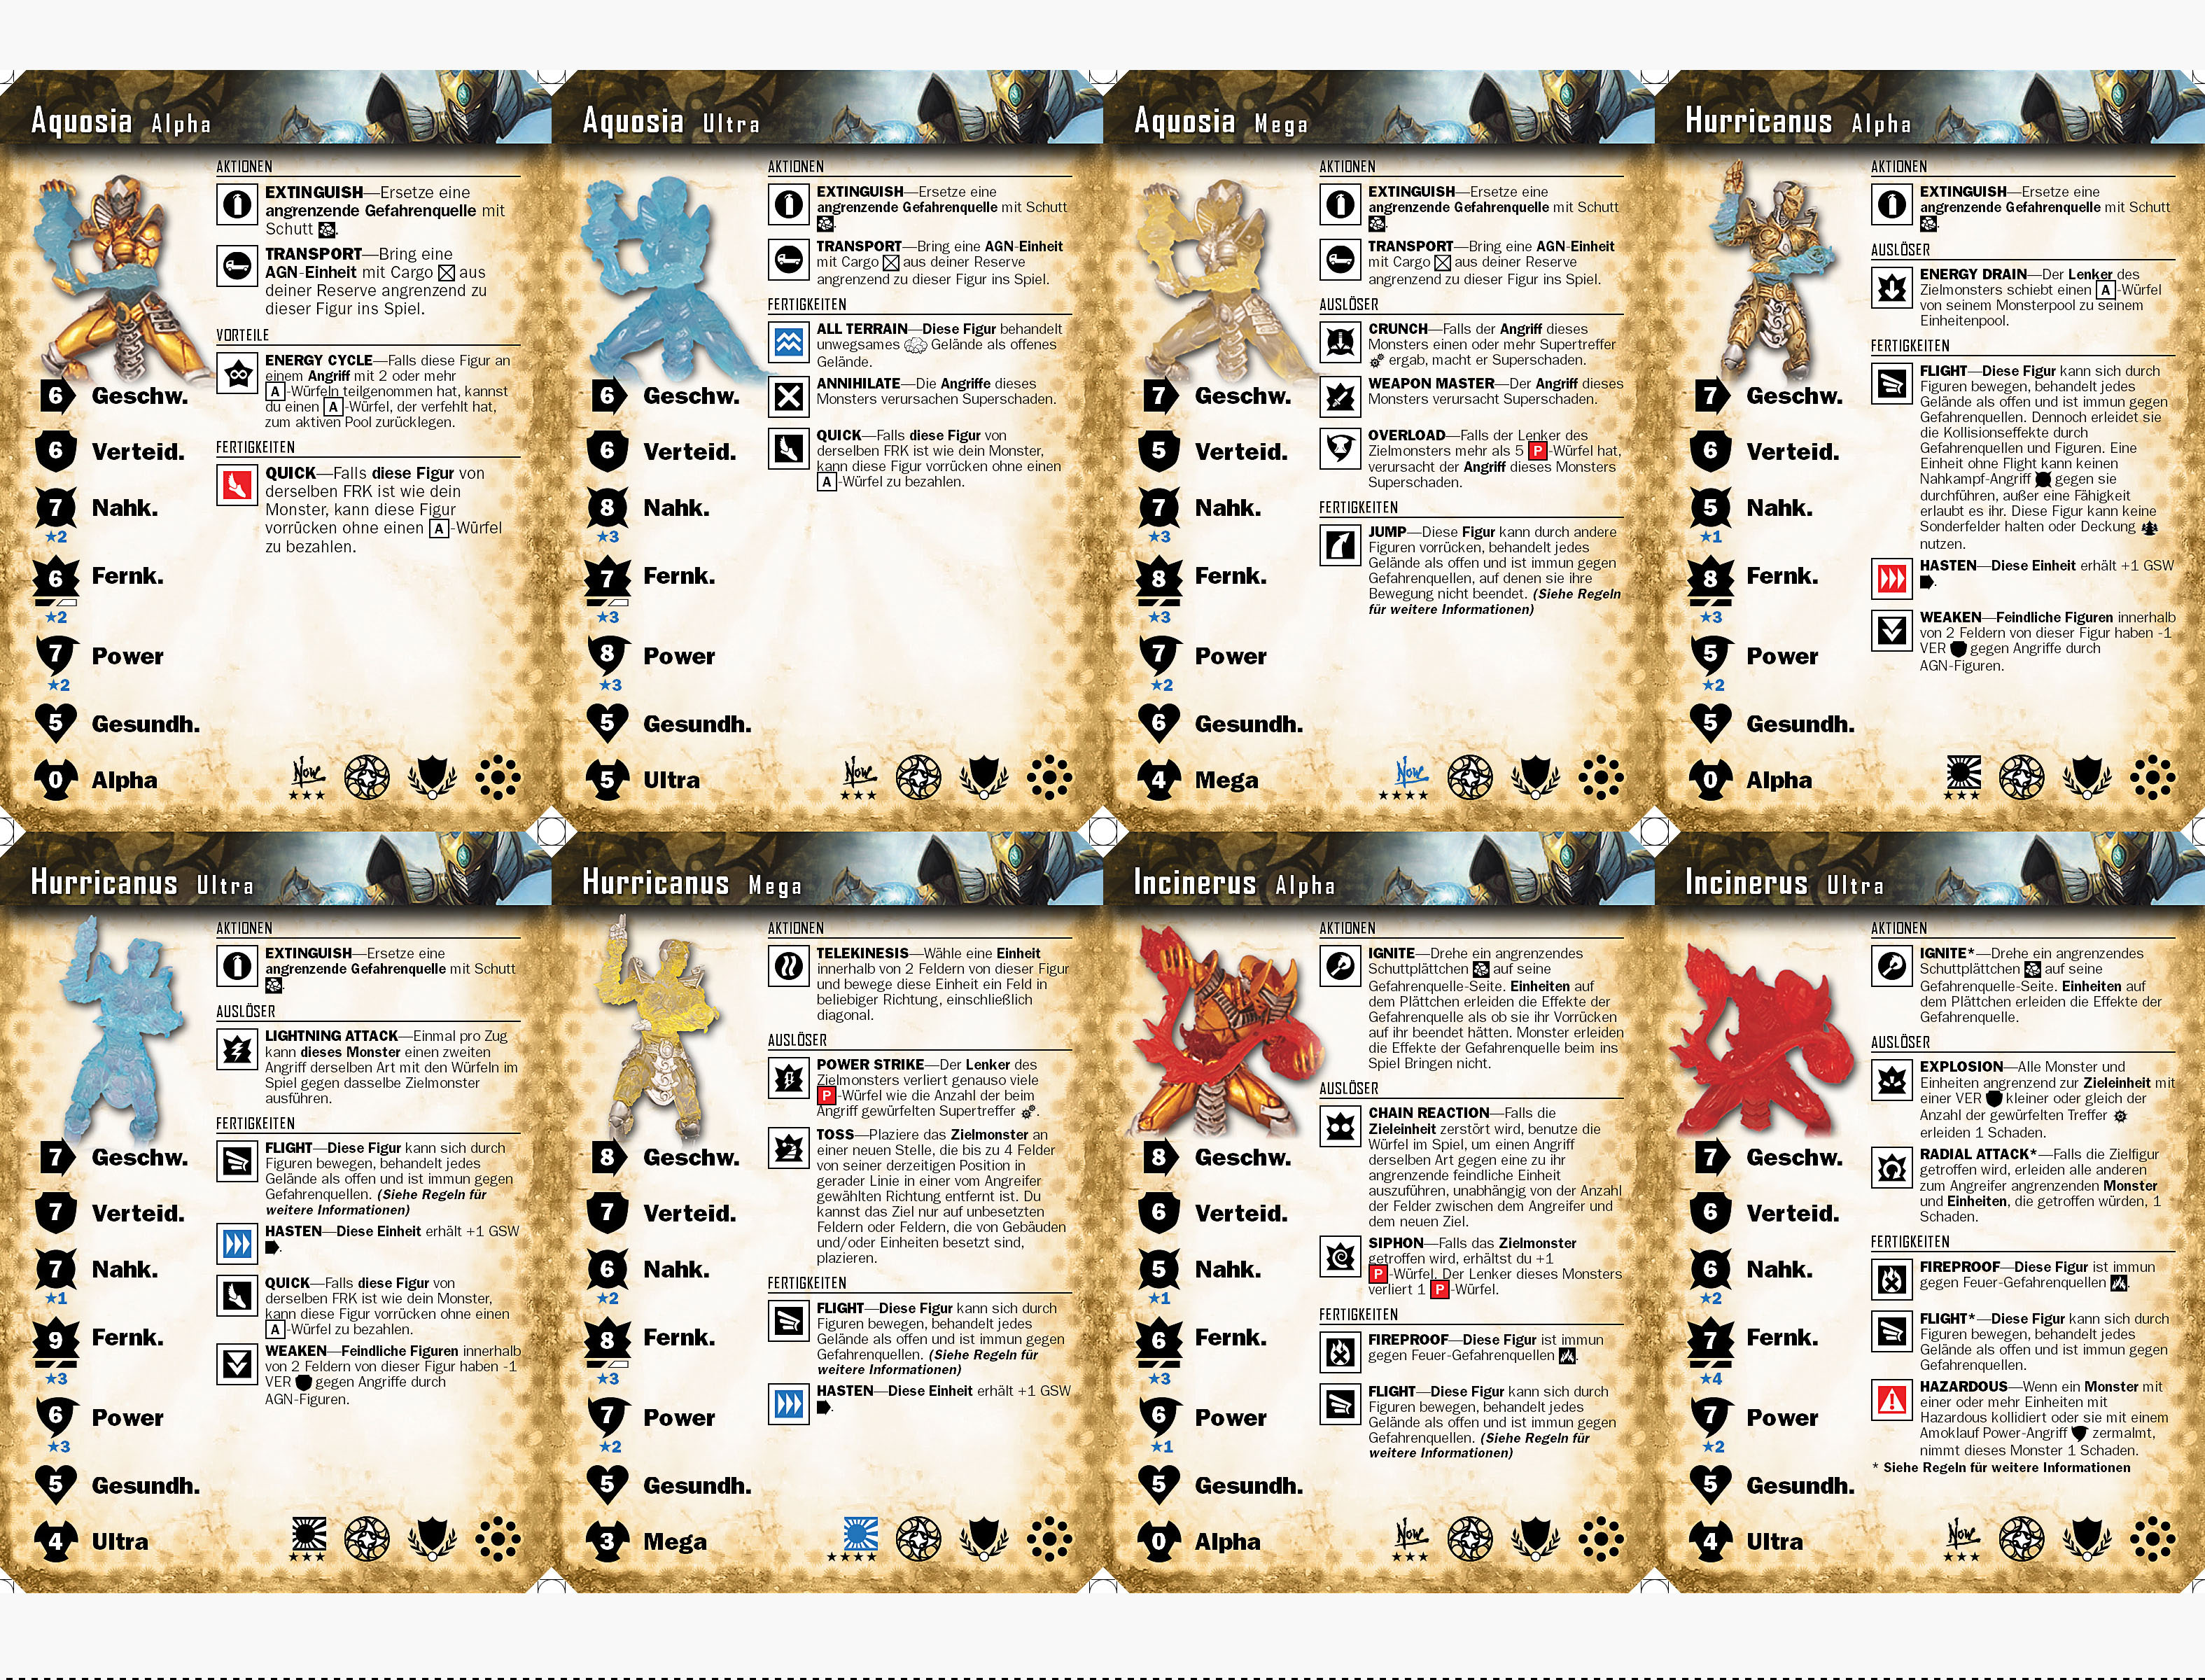 Aquosia Alpha
AKTIONEN
EXTINGUISH—Ersetze eine
angrenzende Gefahrenquelle mit
Schutt.
TRANSPORT—Bring eine
AGN-Einheit mit Cargo aus
deiner Reserve angrenzend zu
dieser Figur ins Spiel.
VORTEILE
ENERGY CYCLE—Falls diese Figur an
einem Angriff mit 2 oder mehr
A-Würfeln teilgenommen hat, kannst
du einen A-Würfel, der verfehlt hat,
zum aktiven Pool zurücklegen.
FERTIGKEITEN
QUICK—Falls diese Figur von
derselben FRK ist wie dein
Monster, kann diese Figur
vorrücken ohne einen A-Würfel
zu bezahlen.
6 Geschw.
6 Verteid.
7 Nahk.
★2
6 Fernk.
★2
7 Power
★2
5 Gesundh.
0 Alpha
Now
★★★
Aquosia Ultra
AKTIONEN
EXTINGUISH—Ersetze eine
angrenzende Gefahrenquelle mit Schutt
.
TRANSPORT—Bring eine AGN-Einheit
mit Cargo aus deiner Reserve
angrenzend zu dieser Figur ins Spiel.
FERTIGKEITEN
ALL TERRAIN—Diese Figur behandelt
unwegsames Gelände als offenes
Gelände.
ANNIHILATE—Die Angriffe dieses
Monsters verursachen Superschaden.
QUICK—Falls diese Figur von
derselben FRK ist wie dein Monster,
kann diese Figur vorrücken ohne einen
A-Würfel zu bezahlen.
6 Geschw.
6 Verteid.
8 Nahk.
★3
7 Fernk.
★3
8 Power
★3
5 Gesundh.
5 Ultra
Now
★★★
Aquosia Mega
AKTIONEN
EXTINGUISH—Ersetze eine
angrenzende Gefahrenquelle mit Schutt
.
TRANSPORT—Bring eine AGN-Einheit
mit Cargo aus deiner Reserve
angrenzend zu dieser Figur ins Spiel.
AUSLÖSER
CRUNCH—Falls der Angriff dieses
Monsters einen oder mehr Supertreffer
ergab, macht er Superschaden.
WEAPON MASTER—Der Angriff dieses
Monsters verursacht Superschaden.
OVERLOAD—Falls der Lenker des
Zielmonsters mehr als 5 P-Würfel hat,
verursacht der Angriff dieses Monsters
Superschaden.
FERTIGKEITEN
JUMP—Diese Figur kann durch andere
Figuren vorrücken, behandelt jedes
Gelände als offen und ist immun gegen
Gefahrenquellen, auf denen sie ihre
Bewegung nicht beendet. (Siehe Regeln
für weitere Informationen)
7 Geschw.
5 Verteid.
7 Nahk.
★3
8 Fernk.
★3
7 Power
★2
6 Gesundh.
4 Mega
Now
★★★★
Hurricanus Alpha
AKTIONEN
EXTINGUISH—Ersetze eine
angrenzende Gefahrenquelle mit Schutt
.
AUSLÖSER
ENERGY DRAIN—Der Lenker des
Zielmonsters schiebt einen A-Würfel
von seinem Monsterpool zu seinem
Einheitenpool.
FERTIGKEITEN
FLIGHT—Diese Figur kann sich durch
Figuren bewegen, behandelt jedes
Gelände als offen und ist immun gegen
Gefahrenquellen. Dennoch erleidet sie
die Kollisionseffekte durch
Gefahrenquellen und Figuren. Eine
Einheit ohne Flight kann keinen
Nahkampf-Angriff gegen sie
durchführen, außer eine Fähigkeit
erlaubt es ihr. Diese Figur kann keine
Sonderfelder halten oder Deckung
nutzen.
HASTEN—Diese Einheit erhält +1 GSW
.
WEAKEN—Feindliche Figuren innerhalb
von 2 Feldern von dieser Figur haben -1
VER gegen Angriffe durch
AGN-Figuren.
7 Geschw.
6 Verteid.
5 Nahk.
★1
8 Fernk.
★3
5 Power
★2
5 Gesundh.
0 Alpha
★★★
Hurricanus Ultra
AKTIONEN
EXTINGUISH—Ersetze eine
angrenzende Gefahrenquelle mit Schutt
.
AUSLÖSER
LIGHTNING ATTACK—Einmal pro Zug
kann dieses Monster einen zweiten
Angriff derselben Art mit den Würfeln im
Spiel gegen dasselbe Zielmonster
ausführen.
FERTIGKEITEN
FLIGHT—Diese Figur kann sich durch
Figuren bewegen, behandelt jedes
Gelände als offen und ist immun gegen
Gefahrenquellen. (Siehe Regeln für
weitere Informationen)
HASTEN—Diese Einheit erhält +1 GSW
.
QUICK—Falls diese Figur von
derselben FRK ist wie dein Monster,
kann diese Figur vorrücken ohne einen
A-Würfel zu bezahlen.
WEAKEN—Feindliche Figuren innerhalb
von 2 Feldern von dieser Figur haben -1
VER gegen Angriffe durch
AGN-Figuren.
7 Geschw.
7 Verteid.
7 Nahk.
★1
9 Fernk.
★3
6 Power
★3
5 Gesundh.
4 Ultra
★★★
Hurricanus Mega
AKTIONEN
TELEKINESIS—Wähle eine Einheit
innerhalb von 2 Feldern von dieser Figur
und bewege diese Einheit ein Feld in
beliebiger Richtung, einschließlich
diagonal.
AUSLÖSER
POWER STRIKE—Der Lenker des
Zielmonsters verliert genauso viele
P-Würfel wie die Anzahl der beim
Angriff gewürfelten Supertreffer.
TOSS—Plaziere das Zielmonster an
einer neuen Stelle, die bis zu 4 Felder
von seiner derzeitigen Position in
gerader Linie in einer vom Angreifer
gewählten Richtung entfernt ist. Du
kannst das Ziel nur auf unbesetzten
Feldern oder Feldern, die von Gebäuden
und/oder Einheiten besetzt sind,
plazieren.
FERTIGKEITEN
FLIGHT—Diese Figur kann sich durch
Figuren bewegen, behandelt jedes
Gelände als offen und ist immun gegen
Gefahrenquellen. (Siehe Regeln für
weitere Informationen)
HASTEN—Diese Einheit erhält +1 GSW
.
8 Geschw.
7 Verteid.
6 Nahk.
★2
8 Fernk.
★3
7 Power
★2
5 Gesundh.
3 Mega
★★★★
Incinerus Alpha
AKTIONEN
IGNITE—Drehe ein angrenzendes
Schuttplättchen auf seine
Gefahrenquelle-Seite. Einheiten auf
dem Plättchen erleiden die Effekte der
Gefahrenquelle als ob sie ihr Vorrücken
auf ihr beendet hätten. Monster erleiden
die Effekte der Gefahrenquelle beim ins
Spiel Bringen nicht.
AUSLÖSER
CHAIN REACTION—Falls die
Zieleinheit zerstört wird, benutze die
Würfel im Spiel, um einen Angriff
derselben Art gegen eine zu ihr
angrenzende feindliche Einheit
auszuführen, unabhängig von der Anzahl
der Felder zwischen dem Angreifer und
dem neuen Ziel.
SIPHON—Falls das Zielmonster
getroffen wird, erhältst du +1
P-Würfel. Der Lenker dieses Monsters
verliert 1 P-Würfel.
FERTIGKEITEN
FIREPROOF—Diese Figur ist immun
gegen Feuer-Gefahrenquellen.
FLIGHT—Diese Figur kann sich durch
Figuren bewegen, behandelt jedes
Gelände als offen und ist immun gegen
Gefahrenquellen. (Siehe Regeln für
weitere Informationen)
8 Geschw.
6 Verteid.
5 Nahk.
★1
6 Fernk.
★3
6 Power
★1
5 Gesundh.
0 Alpha
Now
★★★
Incinerus Ultra
AKTIONEN
IGNITE*—Drehe ein angrenzendes
Schuttplättchen auf seine
Gefahrenquelle-Seite. Einheiten auf
dem Plättchen erleiden die Effekte der
Gefahrenquelle.
AUSLÖSER
EXPLOSION—Alle Monster und
Einheiten angrenzend zur Zieleinheit mit
einer VER kleiner oder gleich der
Anzahl der gewürfelten Treffer
erleiden 1 Schaden.
RADIAL ATTACK*—Falls die Zielfigur
getroffen wird, erleiden alle anderen
zum Angreifer angrenzenden Monster
und Einheiten, die getroffen würden, 1
Schaden.
FERTIGKEITEN
FIREPROOF—Diese Figur ist immun
gegen Feuer-Gefahrenquellen.
FLIGHT*—Diese Figur kann sich durch
Figuren bewegen, behandelt jedes
Gelände als offen und ist immun gegen
Gefahrenquellen.
HAZARDOUS—Wenn ein Monster mit
einer oder mehr Einheiten mit
Hazardous kollidiert oder sie mit einem
Amoklauf Power-Angriff zermalmt,
nimmt dieses Monster 1 Schaden.
* Siehe Regeln für weitere Informationen
7 Geschw.
6 Verteid.
6 Nahk.
★2
7 Fernk.
★4
7 Power
★2
5 Gesundh.
4 Ultra
Now
★★★